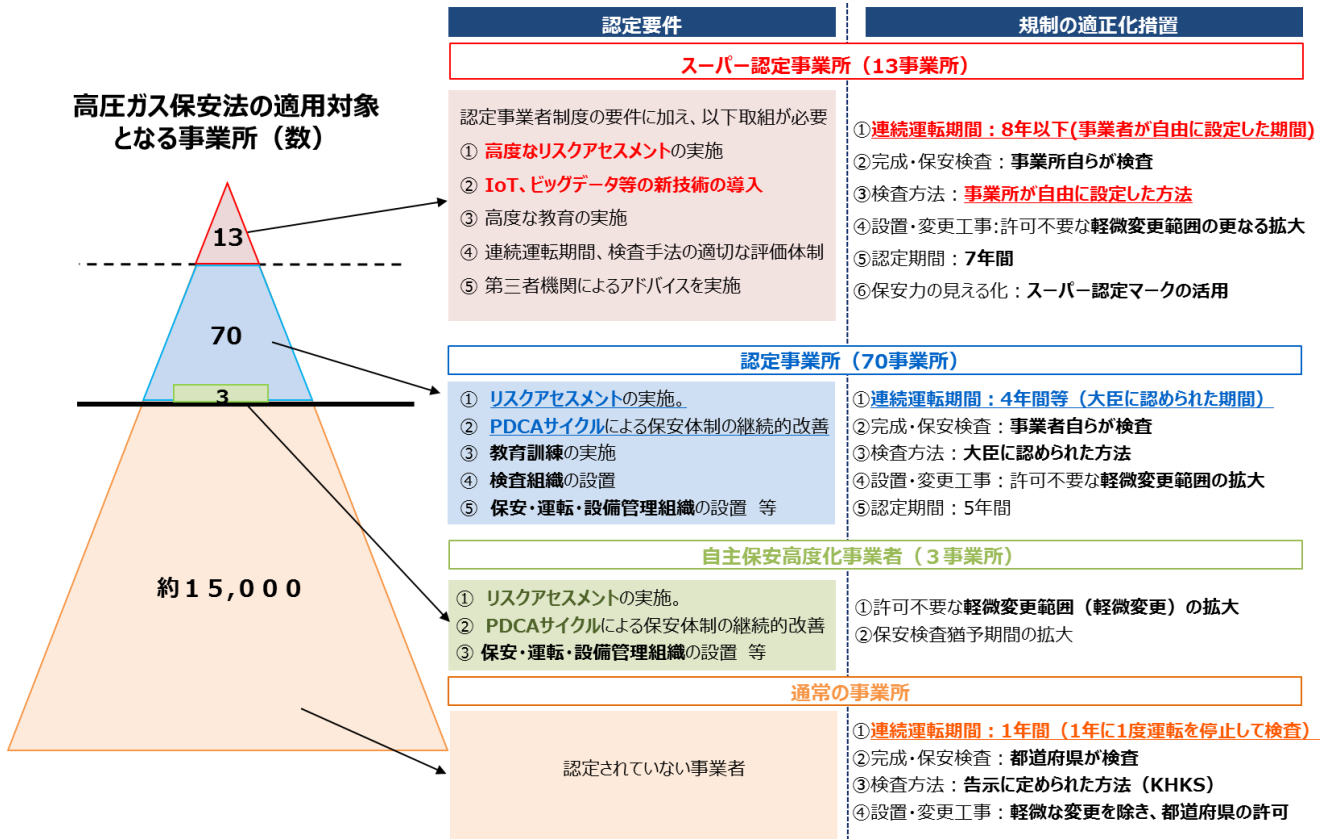 高圧ガス保安法の適用対象
となる事業所（数）
13
70
3
約１５,０００
認定要件
規制の適正化措置
スーパー認定事業所（13事業所）
認定事業者制度の要件に加え、以下取組が必要
① 高度なリスクアセスメントの実施
② IoT、ビッグデータ等の新技術の導入
③ 高度な教育の実施
④ 連続運転期間、検査手法の適切な評価体制
⑤ 第三者機関によるアドバイスを実施
①連続運転期間：8年以下(事業者が自由に設定した期間)
②完成・保安検査：事業所自らが検査
③検査方法：事業所が自由に設定した方法
④設置・変更工事:許可不要な軽微変更範囲の更なる拡大
⑤認定期間：7年間
⑥保安力の見える化：スーパー認定マークの活用
認定事業所（70事業所）
① リスクアセスメントの実施。
② PDCAサイクルによる保安体制の継続的改善
③ 教育訓練の実施
④ 検査組織の設置
⑤ 保安・運転・設備管理組織の設置 等
①連続運転期間：4年間等（大臣に認められた期間）
②完成・保安検査：事業者自らが検査
③検査方法：大臣に認められた方法
④設置・変更工事：許可不要な軽微変更範囲の拡大
⑤認定期間：5年間
自主保安高度化事業者（３事業所）
① リスクアセスメントの実施。
② PDCAサイクルによる保安体制の継続的改善
③ 保安・運転・設備管理組織の設置 等
①許可不要な軽微変更範囲（軽微変更）の拡大
②保安検査猶予期間の拡大
通常の事業所
認定されていない事業者
①連続運転期間：1年間（1年に1度運転を停止して検査）
②完成・保安検査：都道府県が検査
③検査方法：告示に定められた方法（KHKS）
④設置・変更工事：軽微な変更を除き、都道府県の許可